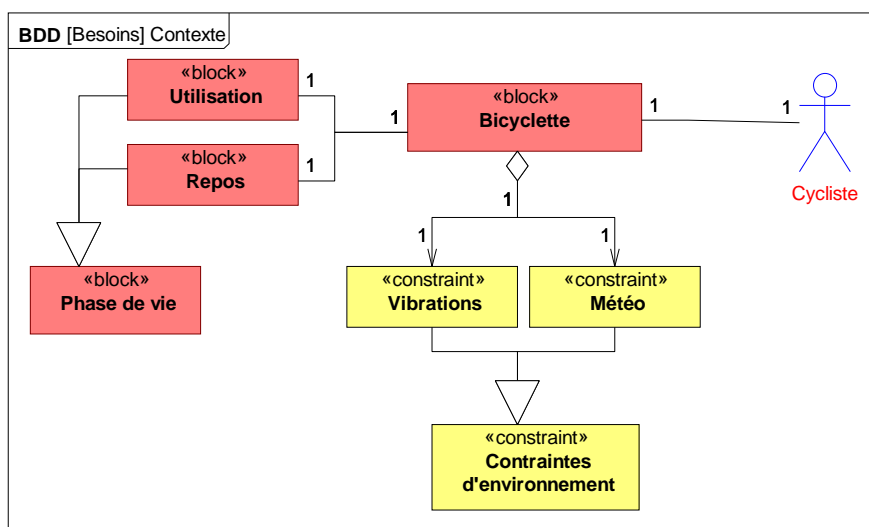 BDD [Besoins] Contexte
«block»
Utilisation
1
«block»
Repos
1
1
«block»
Bicyclette
1
1
Cycliste
1
1
1
«block»
Phase de vie
«constraint»
Vibrations
«constraint»
Météo
«constraint»
Contraintes
d'environnement